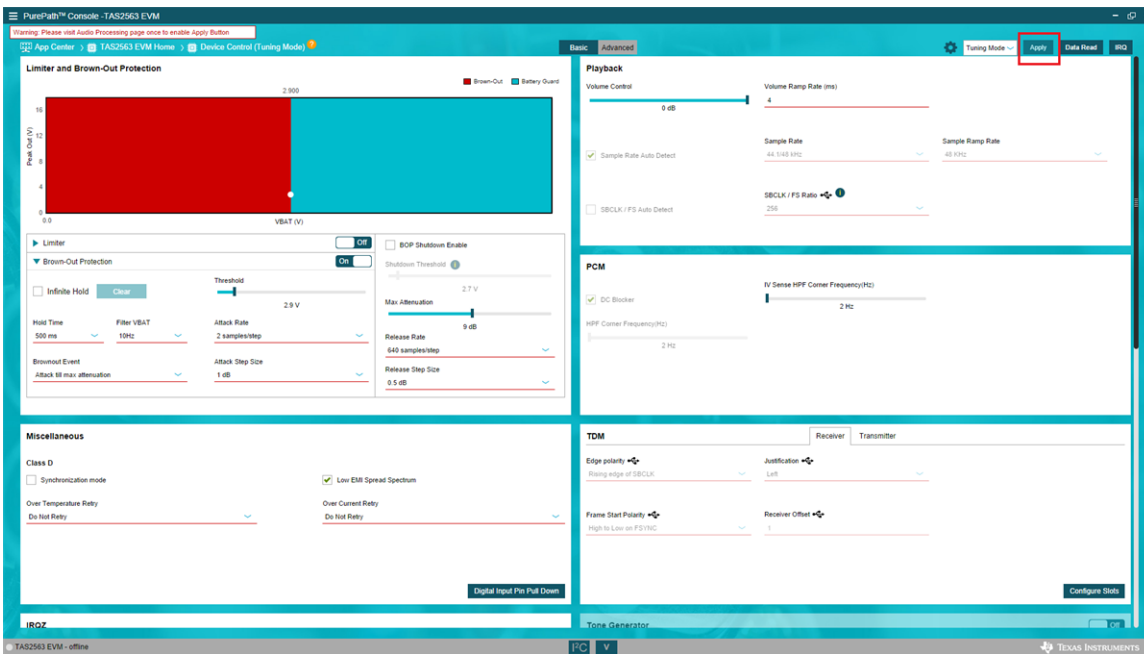 PurePath™ Console -TAS2563 EVM
Warning: Please visit Audio Processing page once to enable Apply Button
App Center > TAS2563 EVM Home > Device Control (Tuning Mode) ?
Basic Advanced
Tuning Mode Apply Data Read IRQ
Limiter and Brown-Out Protection
Brown-Out Battery Guard
2.900
16
12
8
4
0
Peak Out (V)
0.0
VBAT (V)
Limiter Off
Brown-Out Protection On
Infinite Hold Clear
Threshold
2.9 V
Hold Time Filter VBAT Attack Rate
500 ms 10Hz 2 samples/step
Brownout Event Attack Step Size
Attack till max attenuation 1 dB
BOP Shutdown Enable
Shutdown Threshold i
2.7 V
Max Attenuation
9 dB
Release Rate
640 samples/step
Release Step Size
0.5 dB
Playback
Volume Control Volume Ramp Rate (ms)
0 dB 4
Sample Rate Sample Ramp Rate
Sample Rate Auto Detect 44.1/48 kHz 48 KHz
SBCLK / FS Ratio i
SBCLK / FS Auto Detect 256
PCM
IV Sense HPF Corner Frequency(Hz)
DC Blocker
2 Hz
HPF Corner Frequency(Hz)
2 Hz
Miscellaneous
Class D
Synchronization mode Low EMI Spread Spectrum
Over Temperature Retry Over Current Retry
Do Not Retry Do Not Retry
Digital Input Pin Pull Down
TDM Receiver Transmitter
Edge polarity Justification
Rising edge of SBCLK Left
Frame Start Polarity Receiver Offset
High to Low on FSYNC 1
Configure Slots
IRQZ
Tone Generator Off
TAS2563 EVM - offline
I²C V
TEXAS INSTRUMENTS